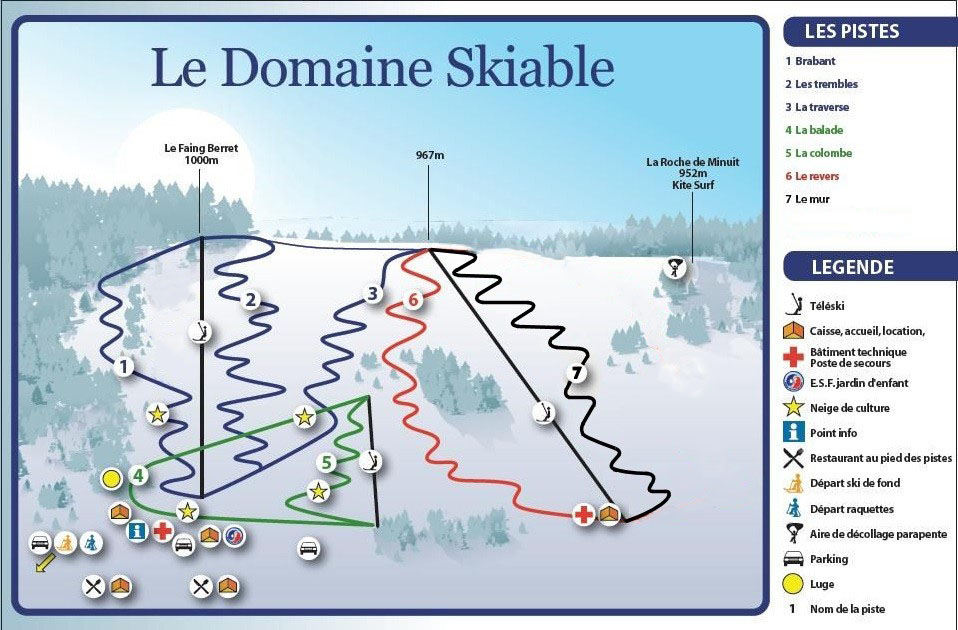 Le Domaine Skiable
Le Faing Berret
1000m
967m
La Roche de Minuit
952m
Kite Surf
2
3
6
1
7
4
5
LES PISTES
1 Brabant
2 Les trembles
3 La traverse
4 La balade
5 La colombe
6 Le revers
7 Le mur
LEGENDE
Téléski
Caisse, accueil, location,
Bâtiment technique
Poste de secours
E.S.F. jardin d'enfant
Neige de culture
Point info
Restaurant au pied des pistes
Départ ski de fond
Départ raquettes
Aire de décollage parapente
Parking
Luge
1 Nom de la piste